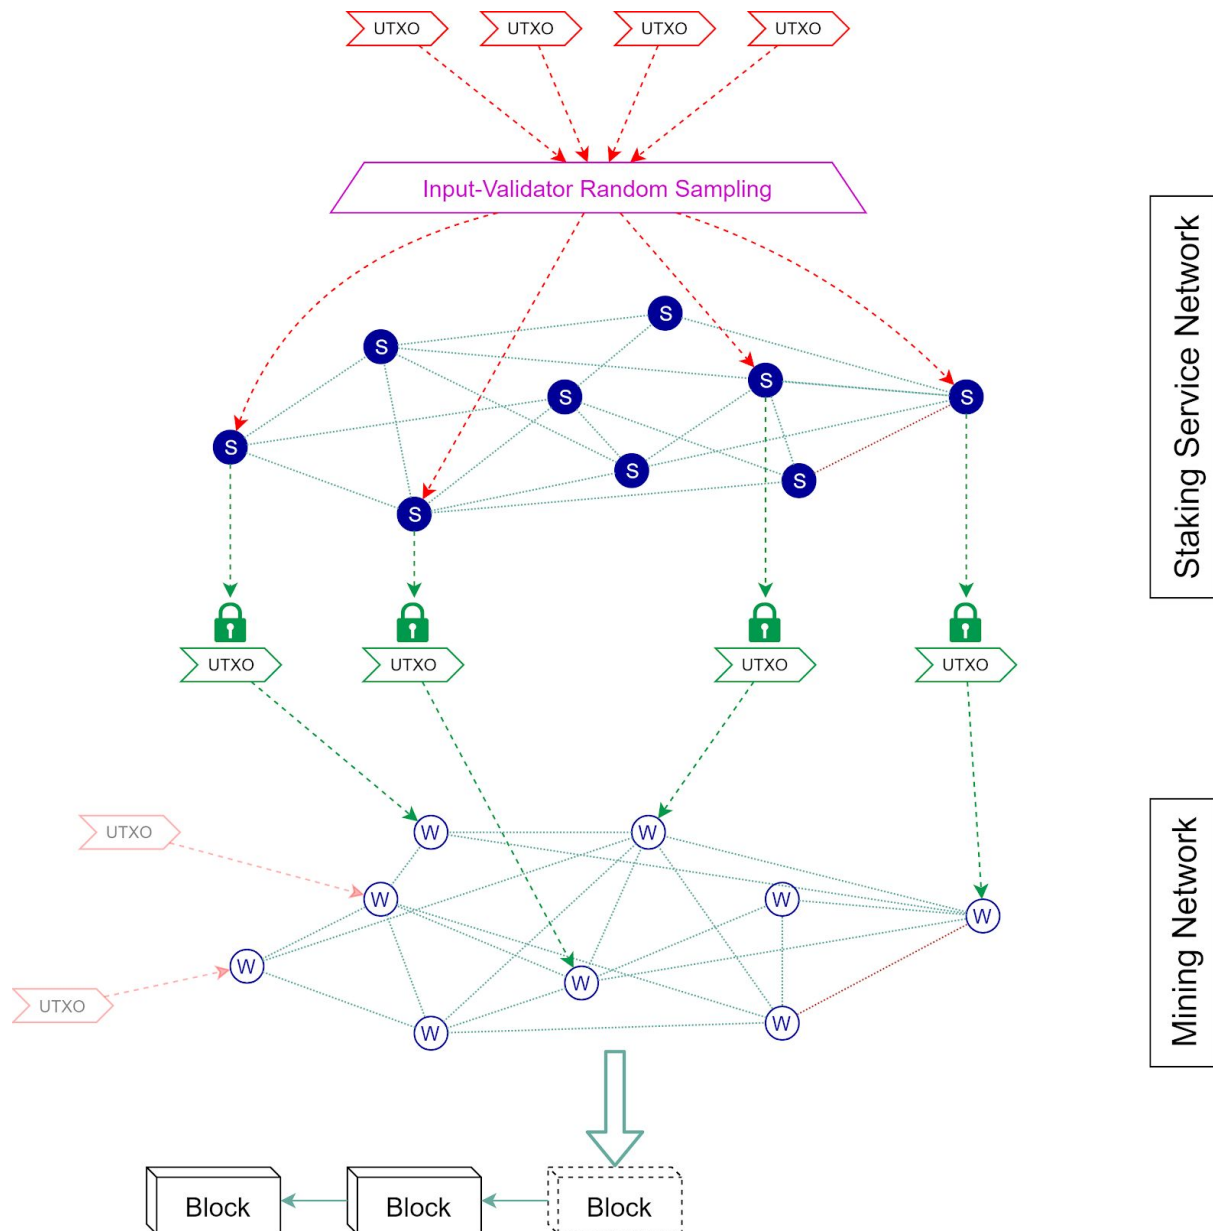 UTXO
UTXO
UTXO
UTXO
Input-Validator Random Sampling
S
S
S
S
S
S
S
S
S
Staking Service Network
UTXO
UTXO
UTXO
UTXO
UTXO
W
W
W
W
W
W
UTXO
W
W
W
Mining Network
Block
Block
Block